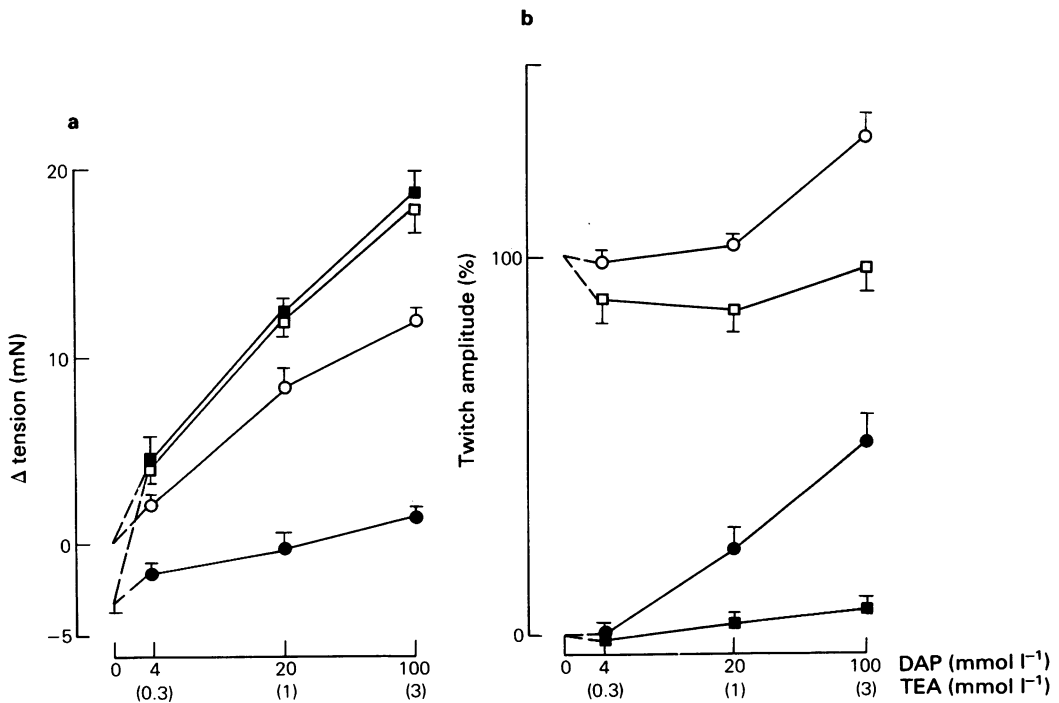 a
20
10
0
−5
Δ tension (mN)
0 4 20 100
(0.3) (1) (3)
b
100
0
Twitch amplitude (%)
0 4 20 100 DAP (mmol l⁻¹)
(0.3) (1) (3) TEA (mmol l⁻¹)